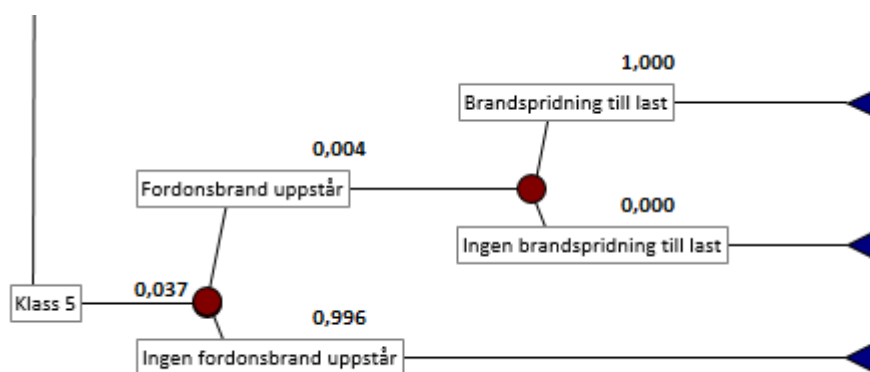 1,000
Brandspridning till last
0,004
Fordonsbrand uppstår
0,000
Ingen brandspridning till last
0,037
Klass 5
0,996
Ingen fordonsbrand uppstår